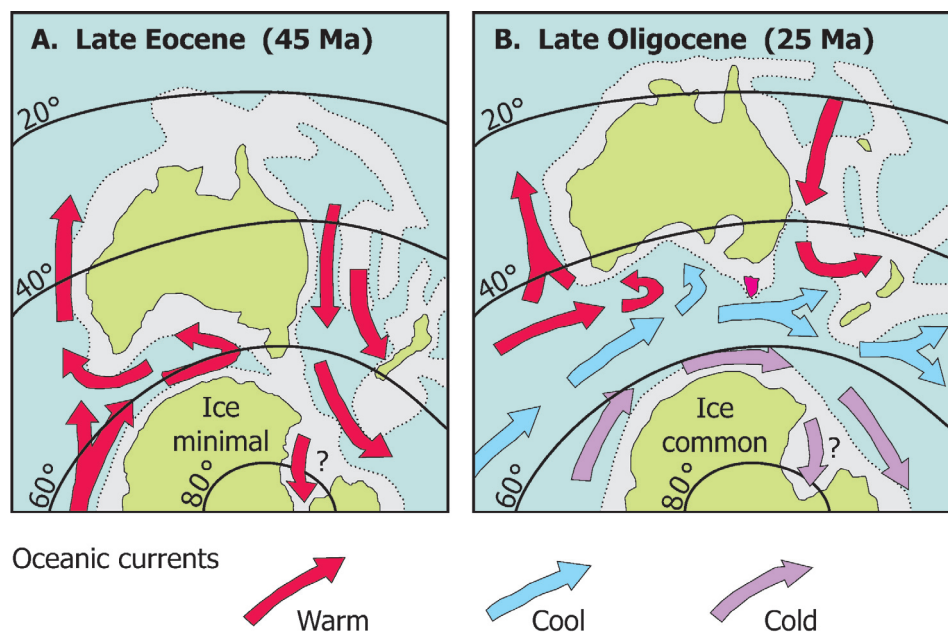 A. Late Eocene (45 Ma)
20°
40°
60°
80°
Ice
minimal
?
B. Late Oligocene (25 Ma)
20°
40°
60°
80°
Ice
common
?
Oceanic currents
Warm
Cool
Cold